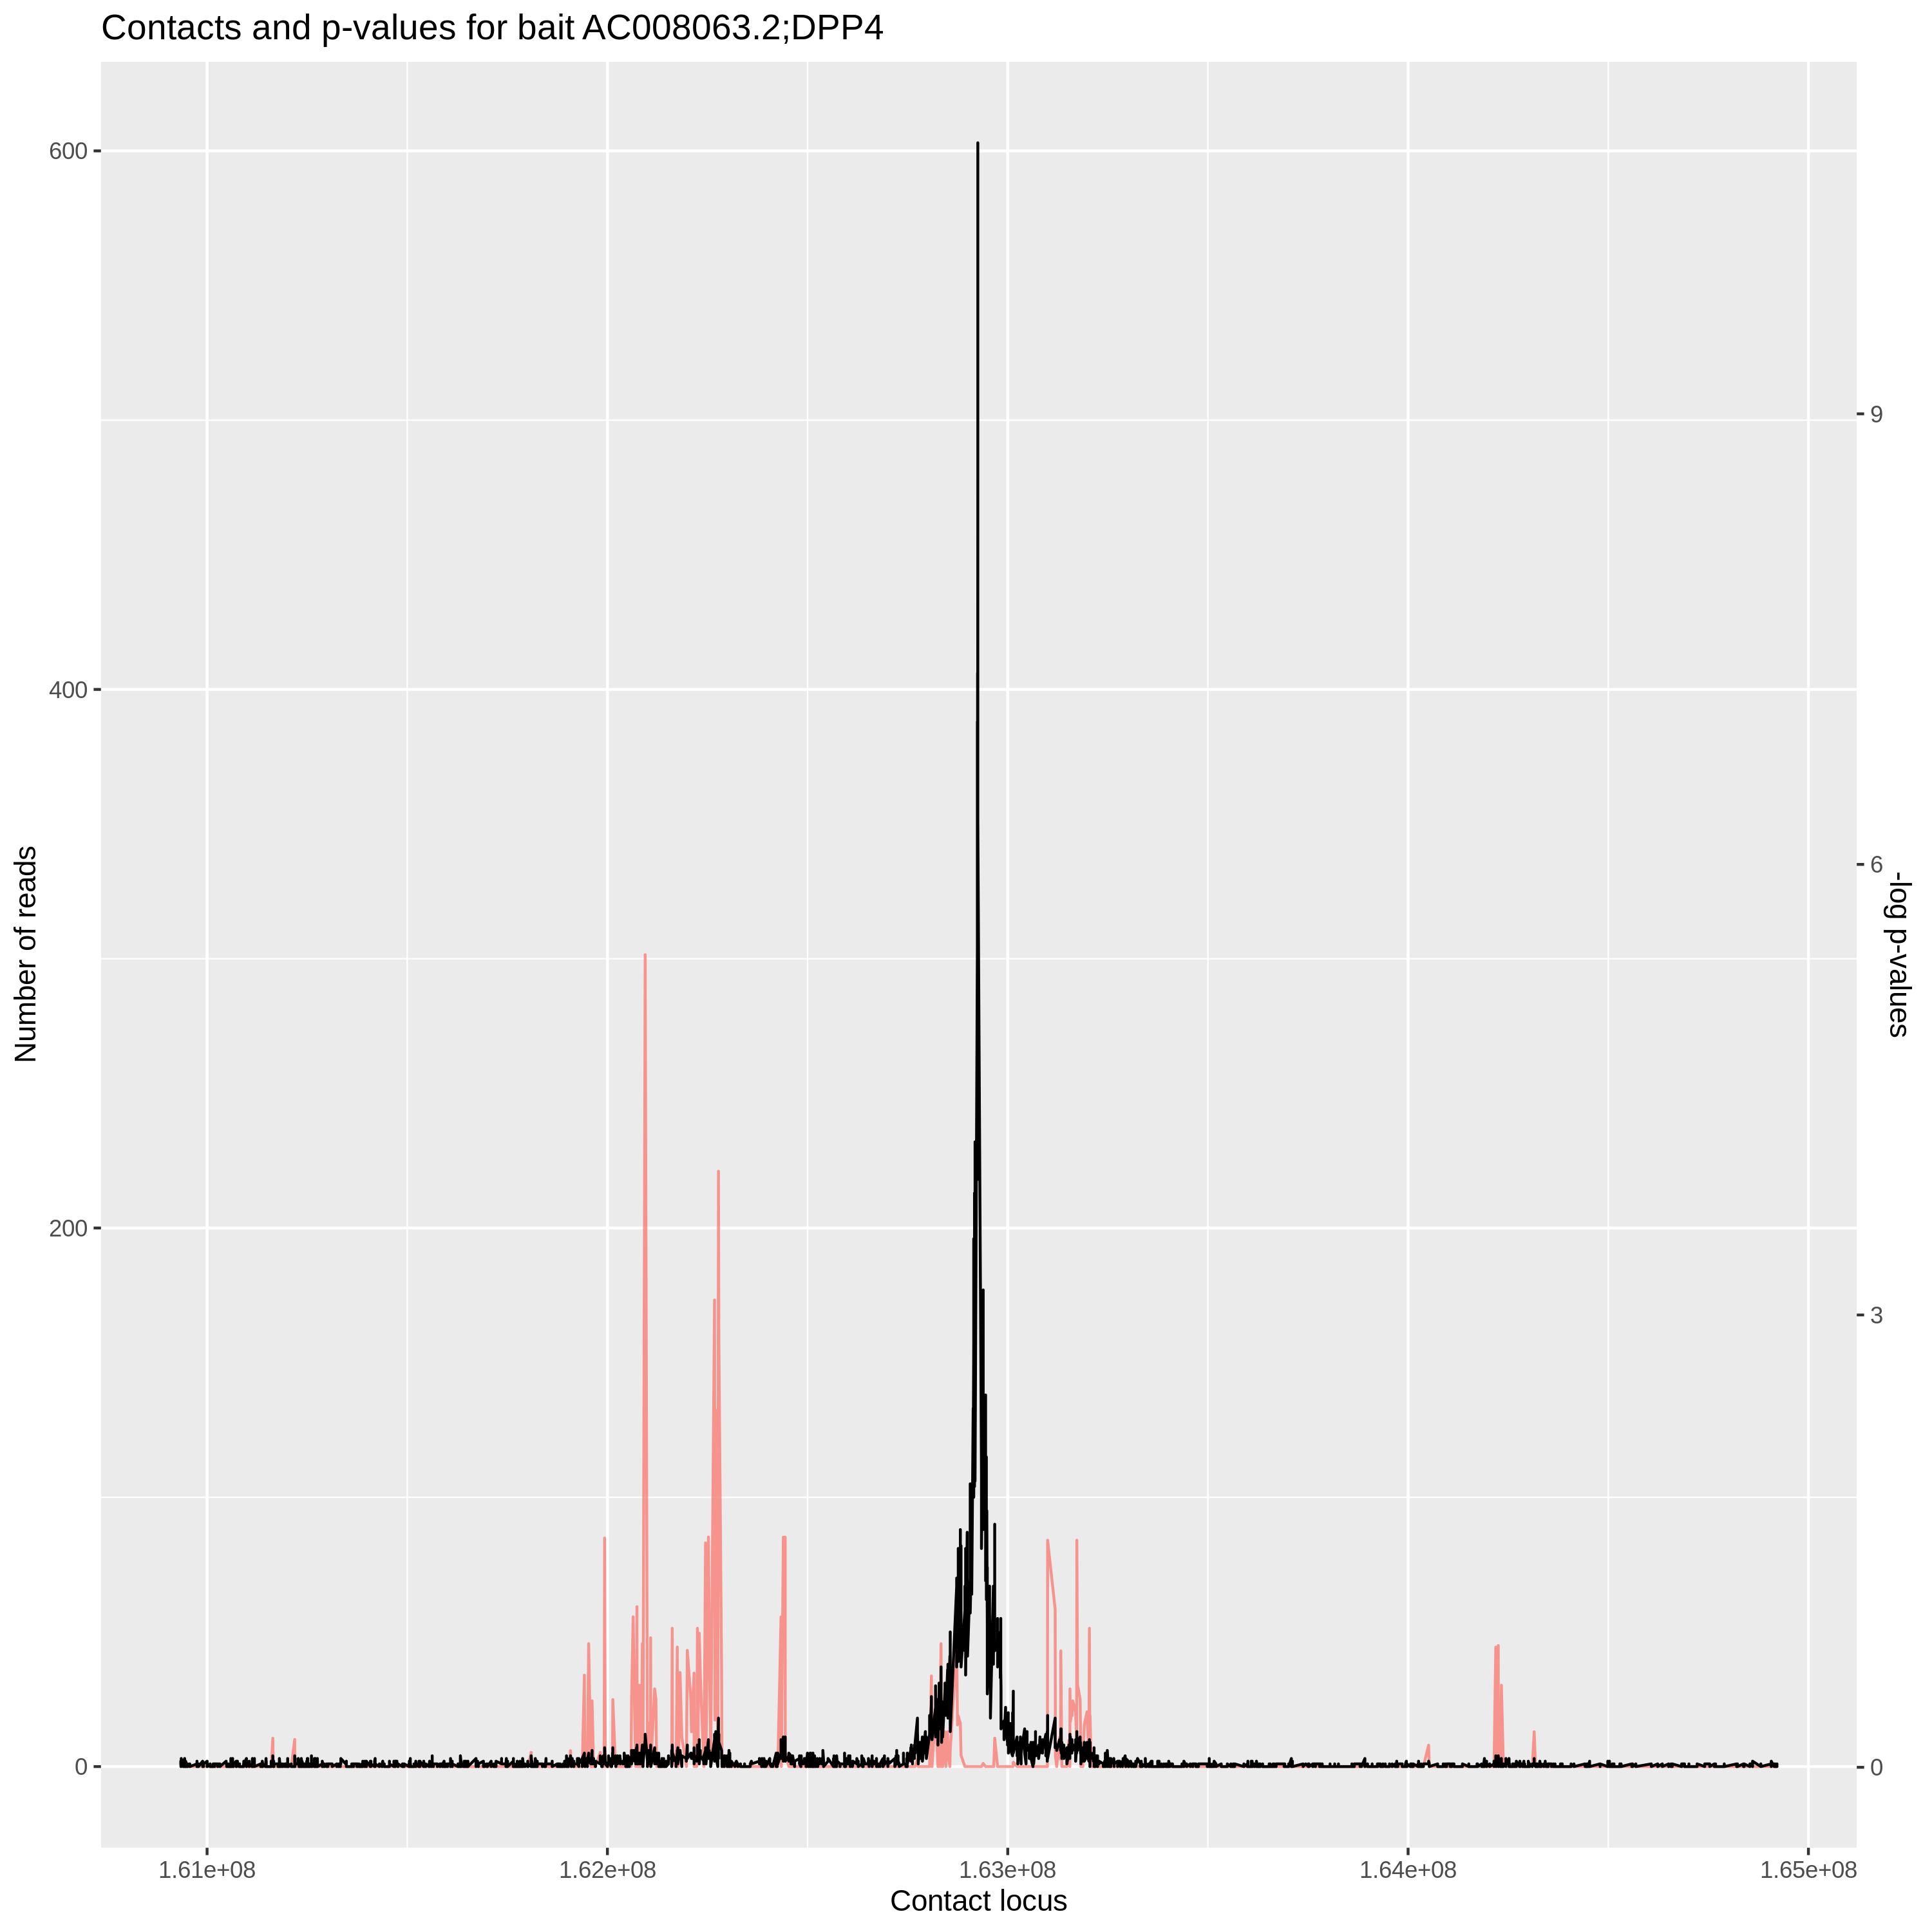 Contacts and p-values for bait AC008063.2;DPP4
600
400
200
0
Number of reads
9
6
3
0
-log p-values
1.61e+08
1.62e+08
1.63e+08
1.64e+08
1.65e+08
Contact locus